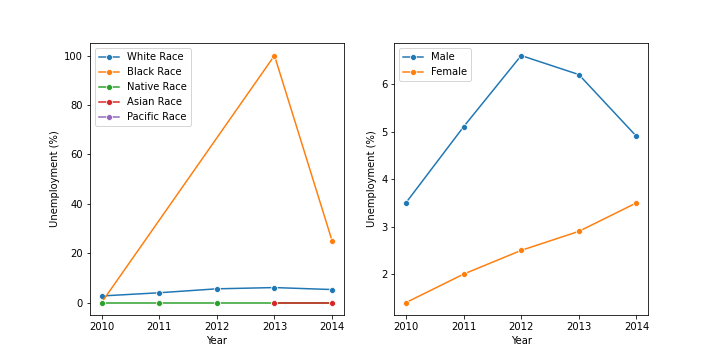 White Race
Black Race
Native Race
Asian Race
Pacific Race
100
80
60
40
20
0
Unemployment (%)
2010 2011 2012 2013 2014
Year
Male
Female
6
5
4
3
2
Unemployment (%)
2010 2011 2012 2013 2014
Year